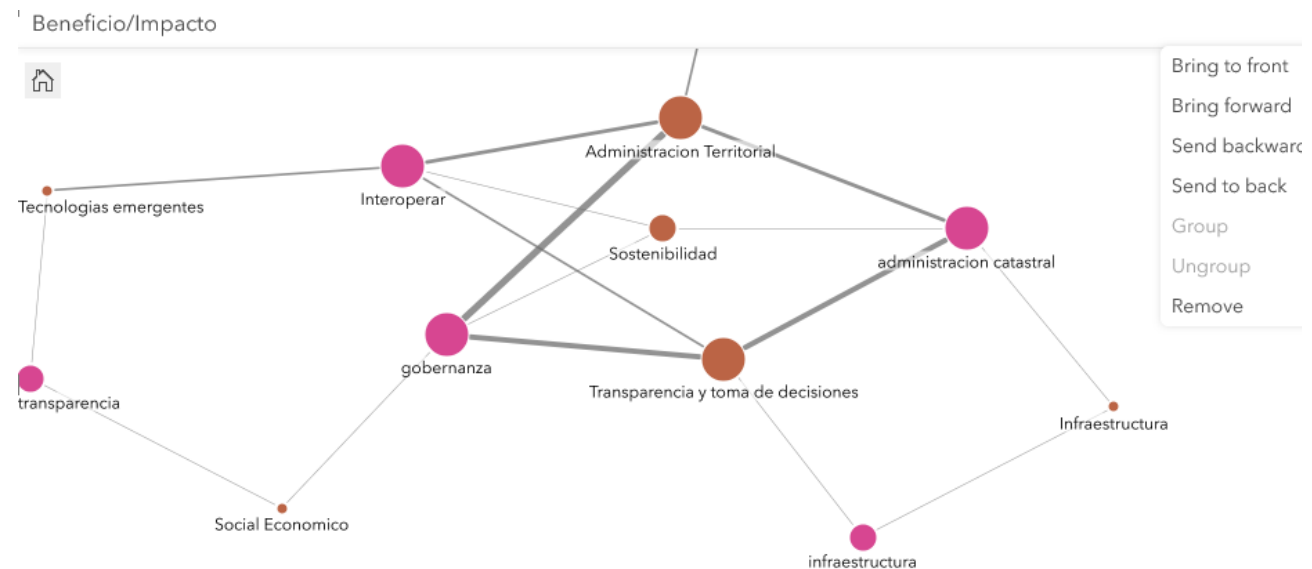 Beneficio/Impacto
Bring to front
Bring forward
Send backward
Send to back
Group
Ungroup
Remove
Administracion Territorial
Interoperar
Tecnologias emergentes
Sostenibilidad
administracion catastral
gobernanza
Transparencia y toma de decisiones
transparencia
Infraestructura
Social Economico
infraestructura